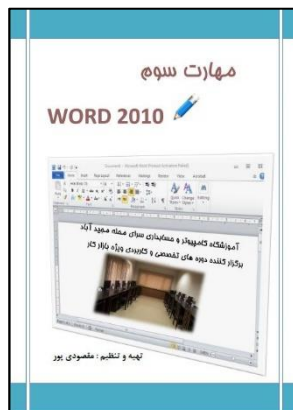 مهارت سوم
WORD 2010
آموزشگاه کامپیوتر و حسابداری سرای محله مجید آباد
برگزار کننده دوره های تخصصی و کاربردی ویژه بازار کار
تهیه و تنظیم : مقصودی پور